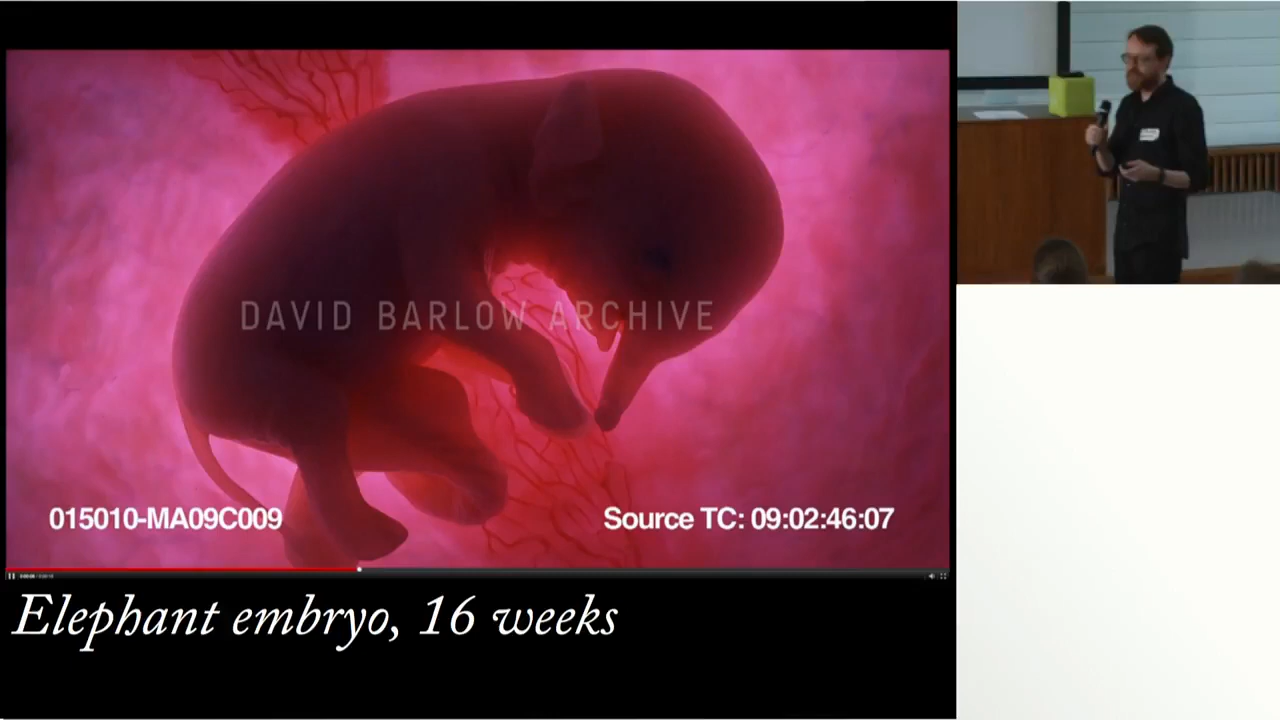 DAVID BARLOW ARCHIVE
015010-MA09C009
Source TC: 09:02:46:07
Elephant embryo, 16 weeks